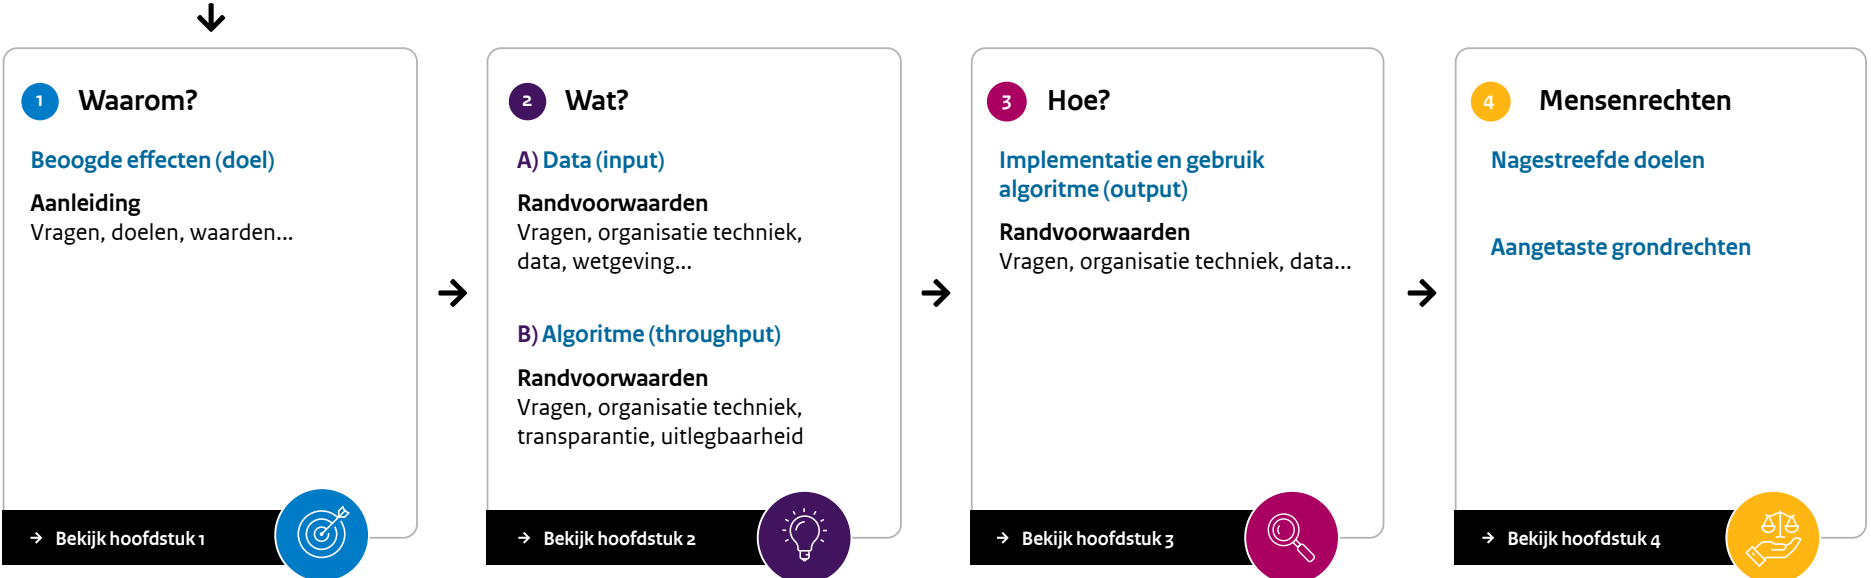 1 Waarom?
Beoogde effecten (doel)
Aanleiding
Vragen, doelen, waarden...
→ Bekijk hoofdstuk 1
2 Wat?
A) Data (input)
Randvoorwaarden
Vragen, organisatie techniek,
data, wetgeving...
B) Algoritme (throughput)
Randvoorwaarden
Vragen, organisatie techniek,
transparantie, uitlegbaarheid
→ Bekijk hoofdstuk 2
3 Hoe?
Implementatie en gebruik
algoritme (output)
Randvoorwaarden
Vragen, organisatie techniek, data...
→ Bekijk hoofdstuk 3
4 Mensenrechten
Nagestreefde doelen
Aangetaste grondrechten
→ Bekijk hoofdstuk 4